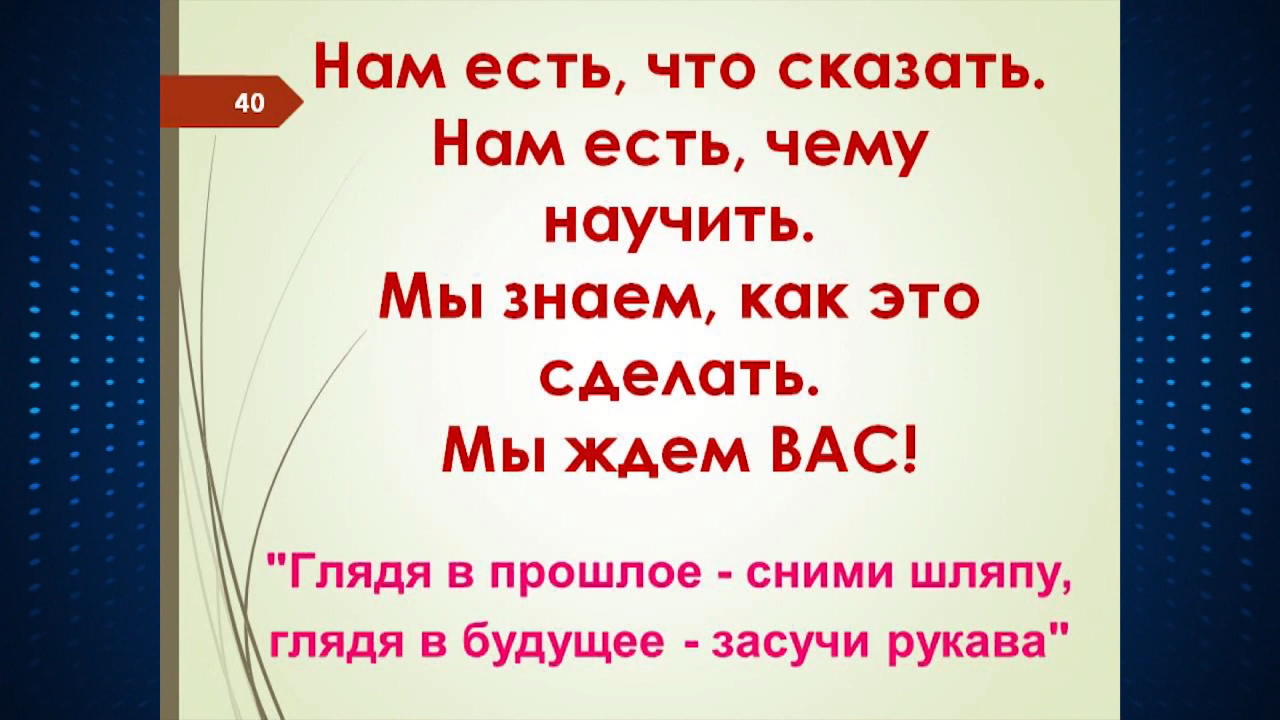 40
Нам есть, что сказать.
Нам есть, чему
научить.
Мы знаем, как это
сделать.
Мы ждем ВАС!
"Глядя в прошлое - сними шляпу,
глядя в будущее - засучи рукава"